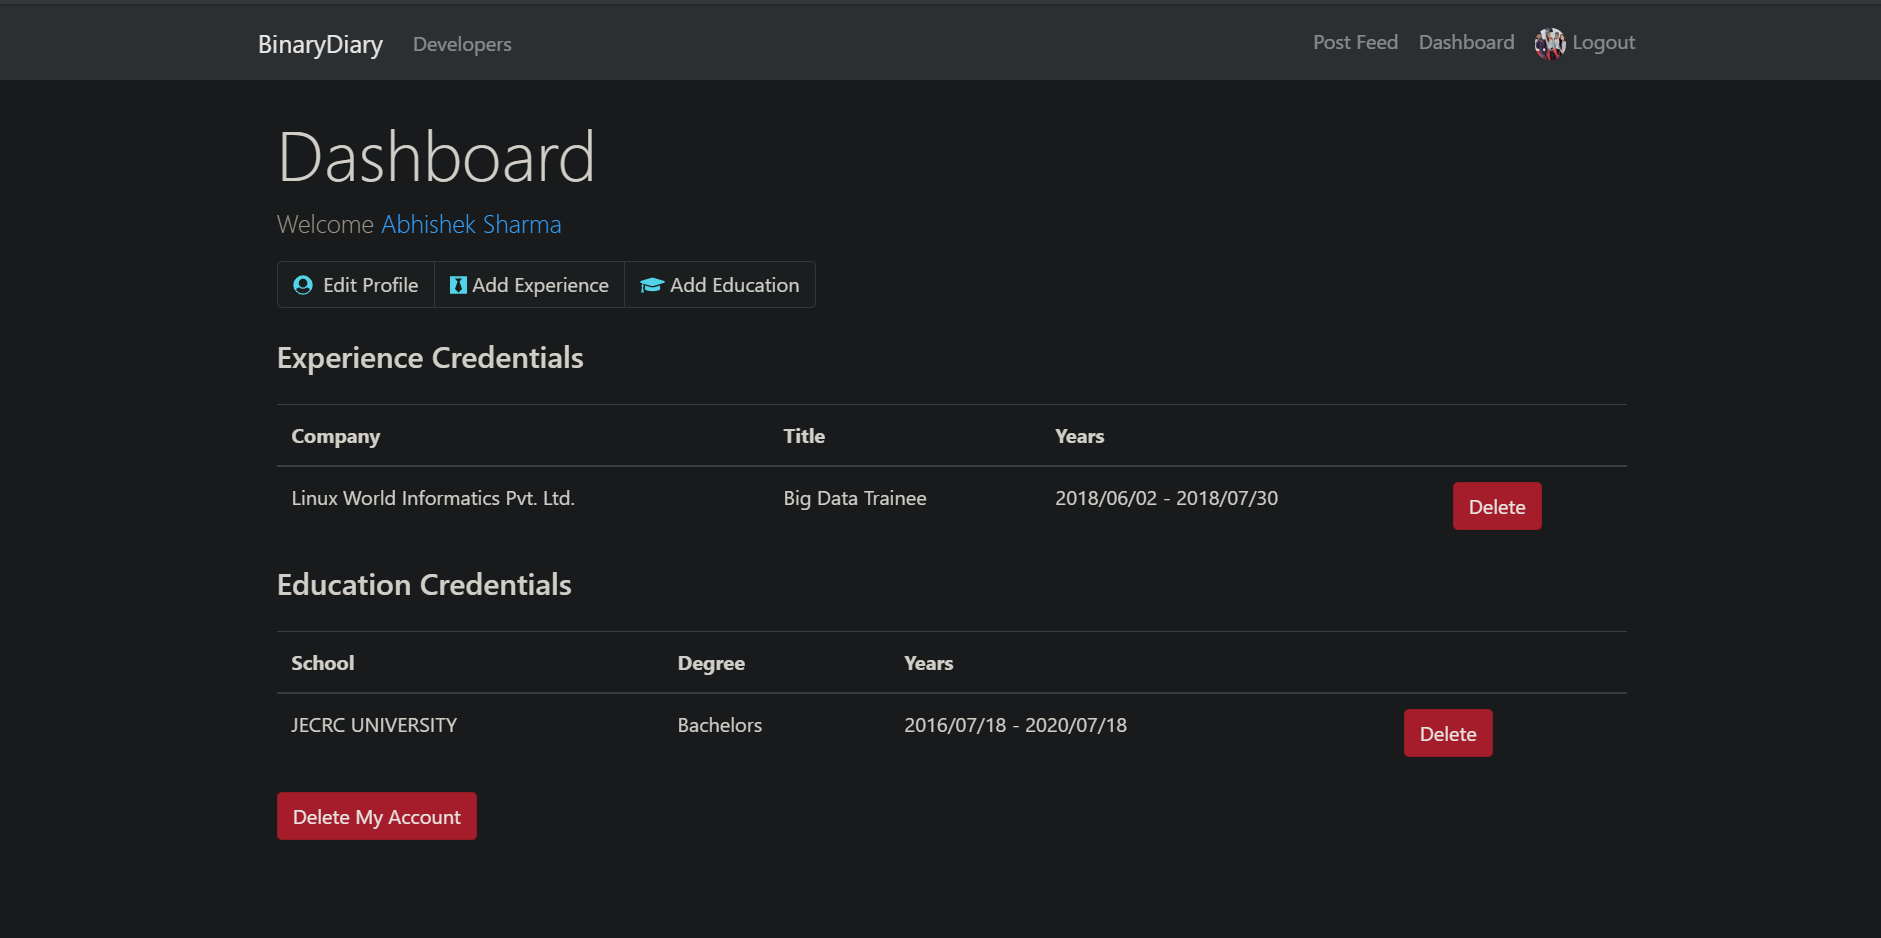 BinaryDiary Developers Post Feed Dashboard Logout
Dashboard
Welcome Abhishek Sharma
Edit Profile Add Experience Add Education
Experience Credentials
Company Title Years
Linux World Informatics Pvt. Ltd. Big Data Trainee 2018/06/02 - 2018/07/30 Delete
Education Credentials
School Degree Years
JECRC UNIVERSITY Bachelors 2016/07/18 - 2020/07/18 Delete
Delete My Account